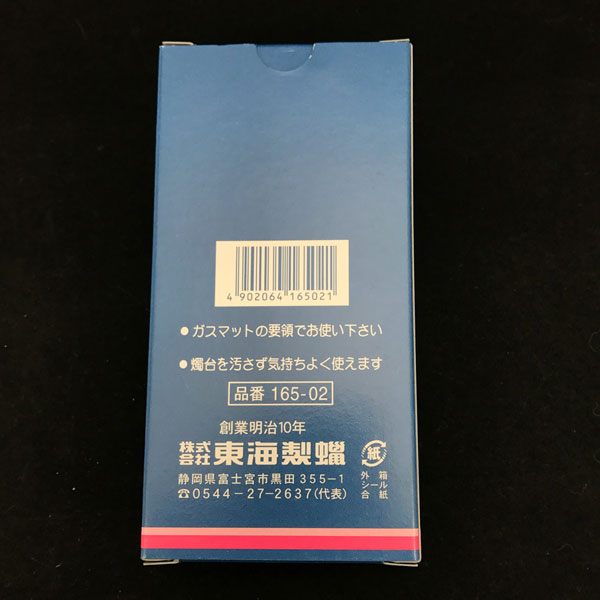 4 902064 165021
●ガスマットの要領でお使い下さい
●燭台を汚さず気持ちよく使えます
品番 165-02
創業明治10年
株式会社 東海製蠟
静岡県富士宮市黒田355-1
☎0544-27-2637(代表)
紙
外箱
シール
台紙